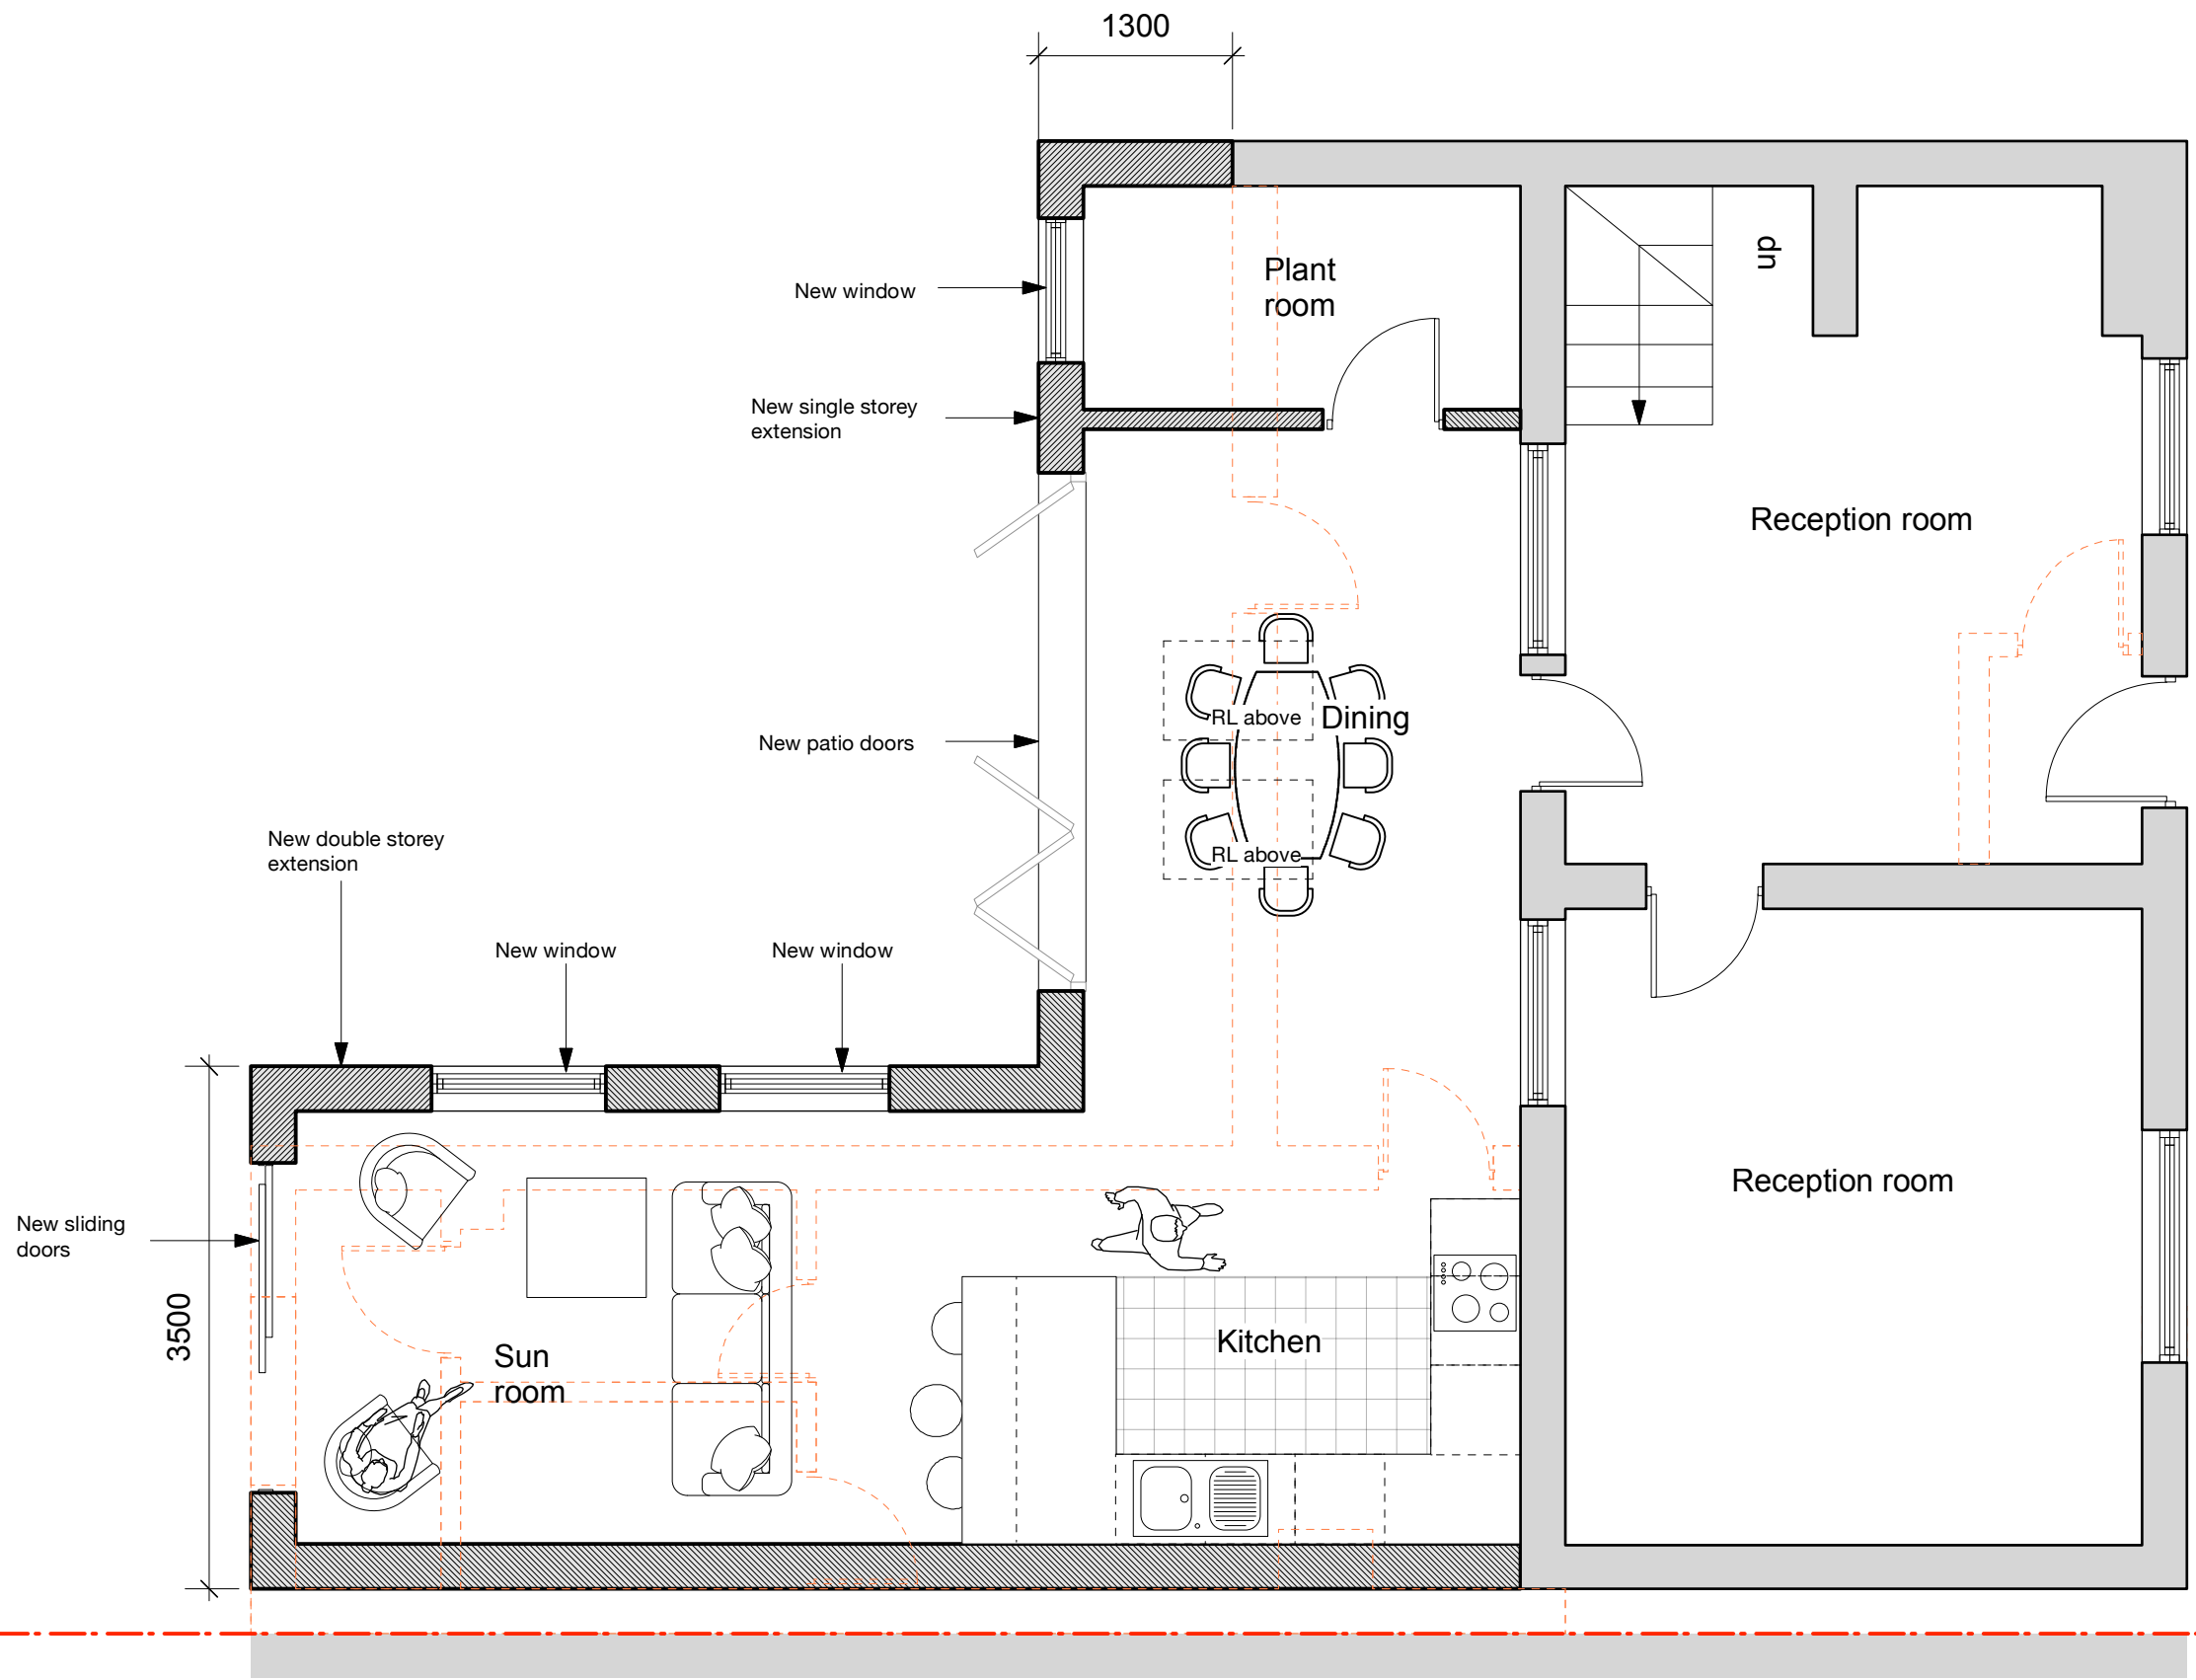 1300
Plant
room
up
New window
New single storey
extension
Reception room
RL above
Dining
New patio doors
New double storey
extension
RL above
New window
New window
Reception room
New sliding
doors
3500
Sun
room
Kitchen